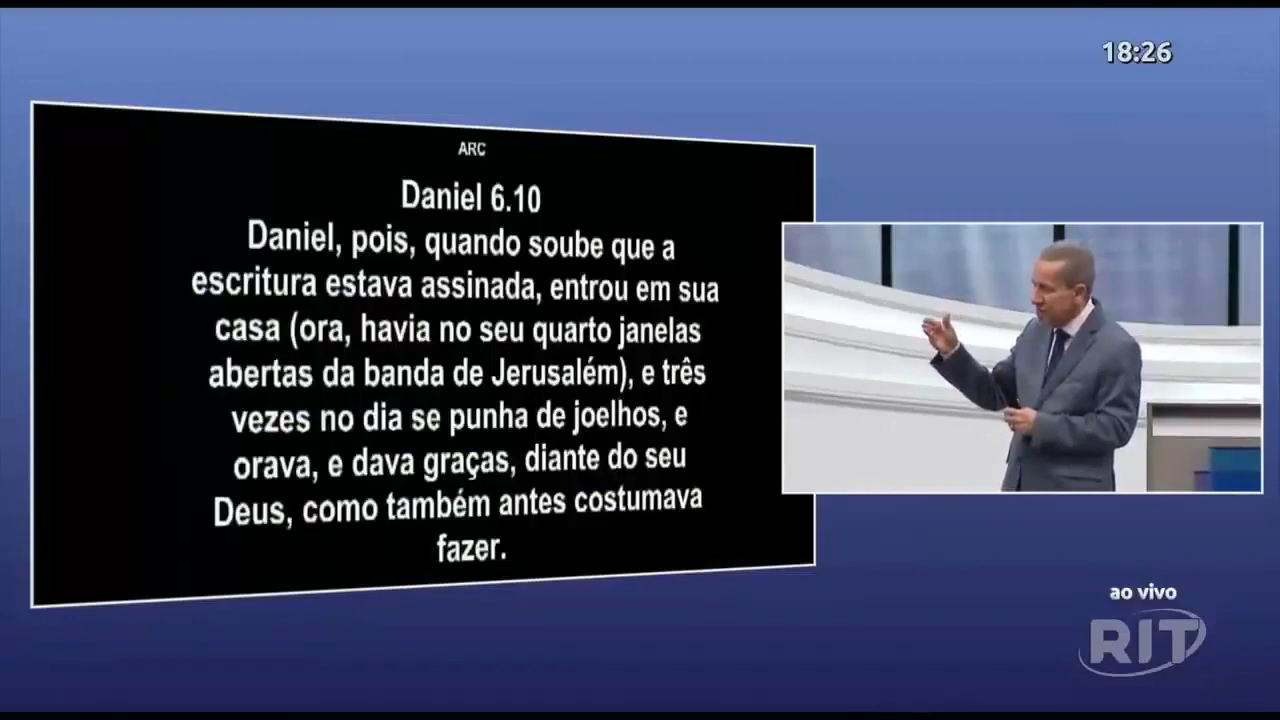 18:26
ARC
Daniel 6.10
Daniel, pois, quando soube que a
escritura estava assinada, entrou em sua
casa (ora, havia no seu quarto janelas
abertas da banda de Jerusalém), e três
vezes no dia se punha de joelhos, e
orava, e dava graças, diante do seu
Deus, como também antes costumava
fazer.
ao vivo
RIT